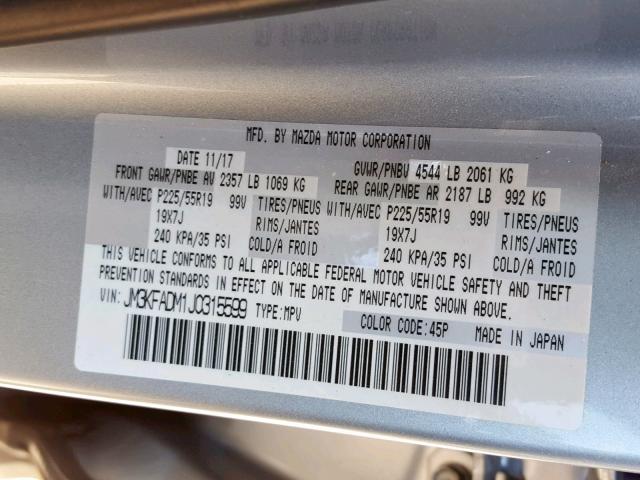 MFD. BY MAZDA MOTOR CORPORATION
DATE 11/17 GVWR/PNBV 4544 LB 2061 KG
FRONT GAWR/PNBE AV 2357 LB 1069 KG REAR GAWR/PNBE AR 2187 LB 992 KG
WITH/AVEC P225/55R19 99V TIRES/PNEUS WITH/AVEC P225/55R19 99V TIRES/PNEUS
19X7J RIMS/JANTES 19X7J RIMS/JANTES
240 KPA/35 PSI COLD/A FROID 240 KPA/35 PSI COLD/A FROID
THIS VEHICLE CONFORMS TO ALL APPLICABLE FEDERAL MOTOR VEHICLE SAFETY AND THEFT
PREVENTION STANDARDS IN EFFECT ON THE DATE OF MANUFACTURE SHOWN ABOVE.
VIN: JM3KFADM1J0315599 TYPE:MPV
COLOR CODE:45P MADE IN JAPAN